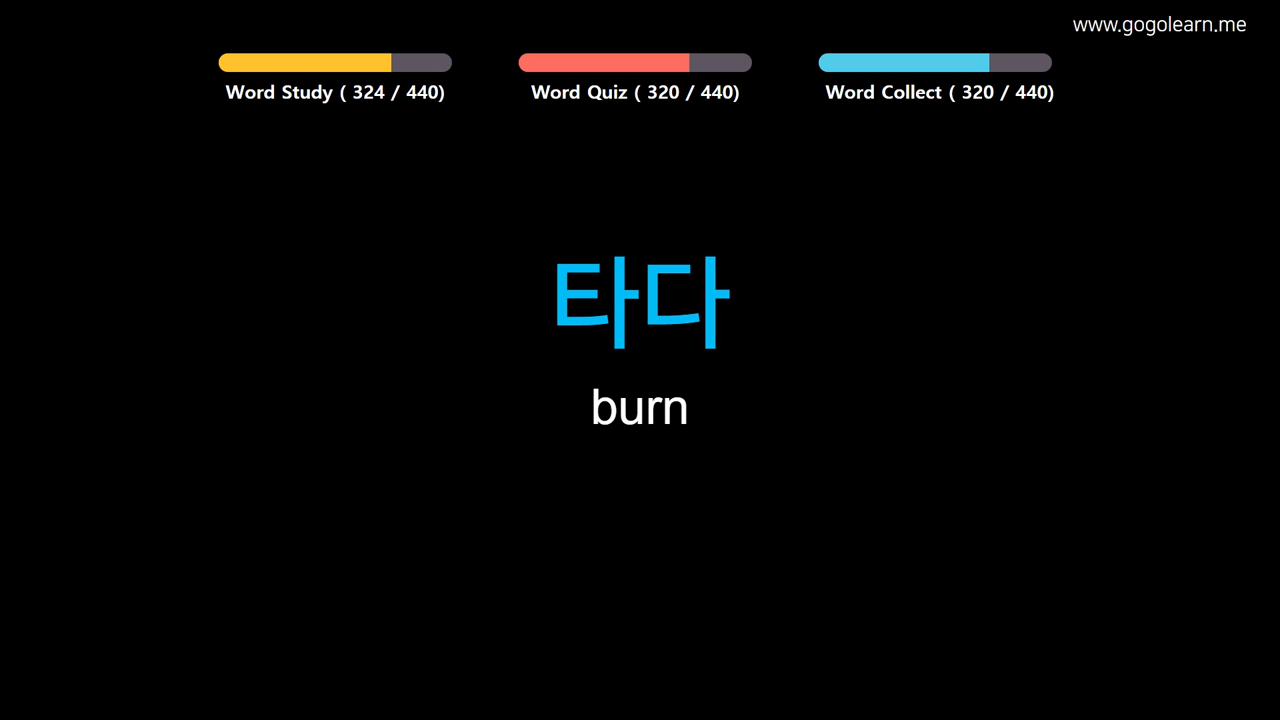 www.gogolearn.me
Word Study ( 324 / 440)
Word Quiz ( 320 / 440)
Word Collect ( 320 / 440)
타다
burn